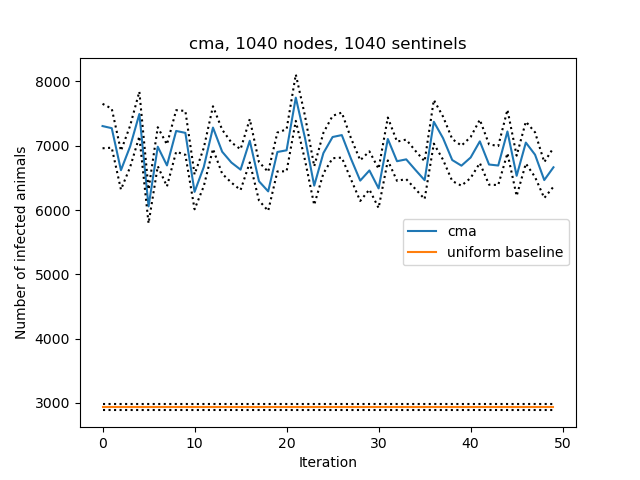 cma, 1040 nodes, 1040 sentinels
Number of infected animals
8000
7000
6000
5000
4000
3000
cma
uniform baseline
0
10
20
30
40
50
Iteration